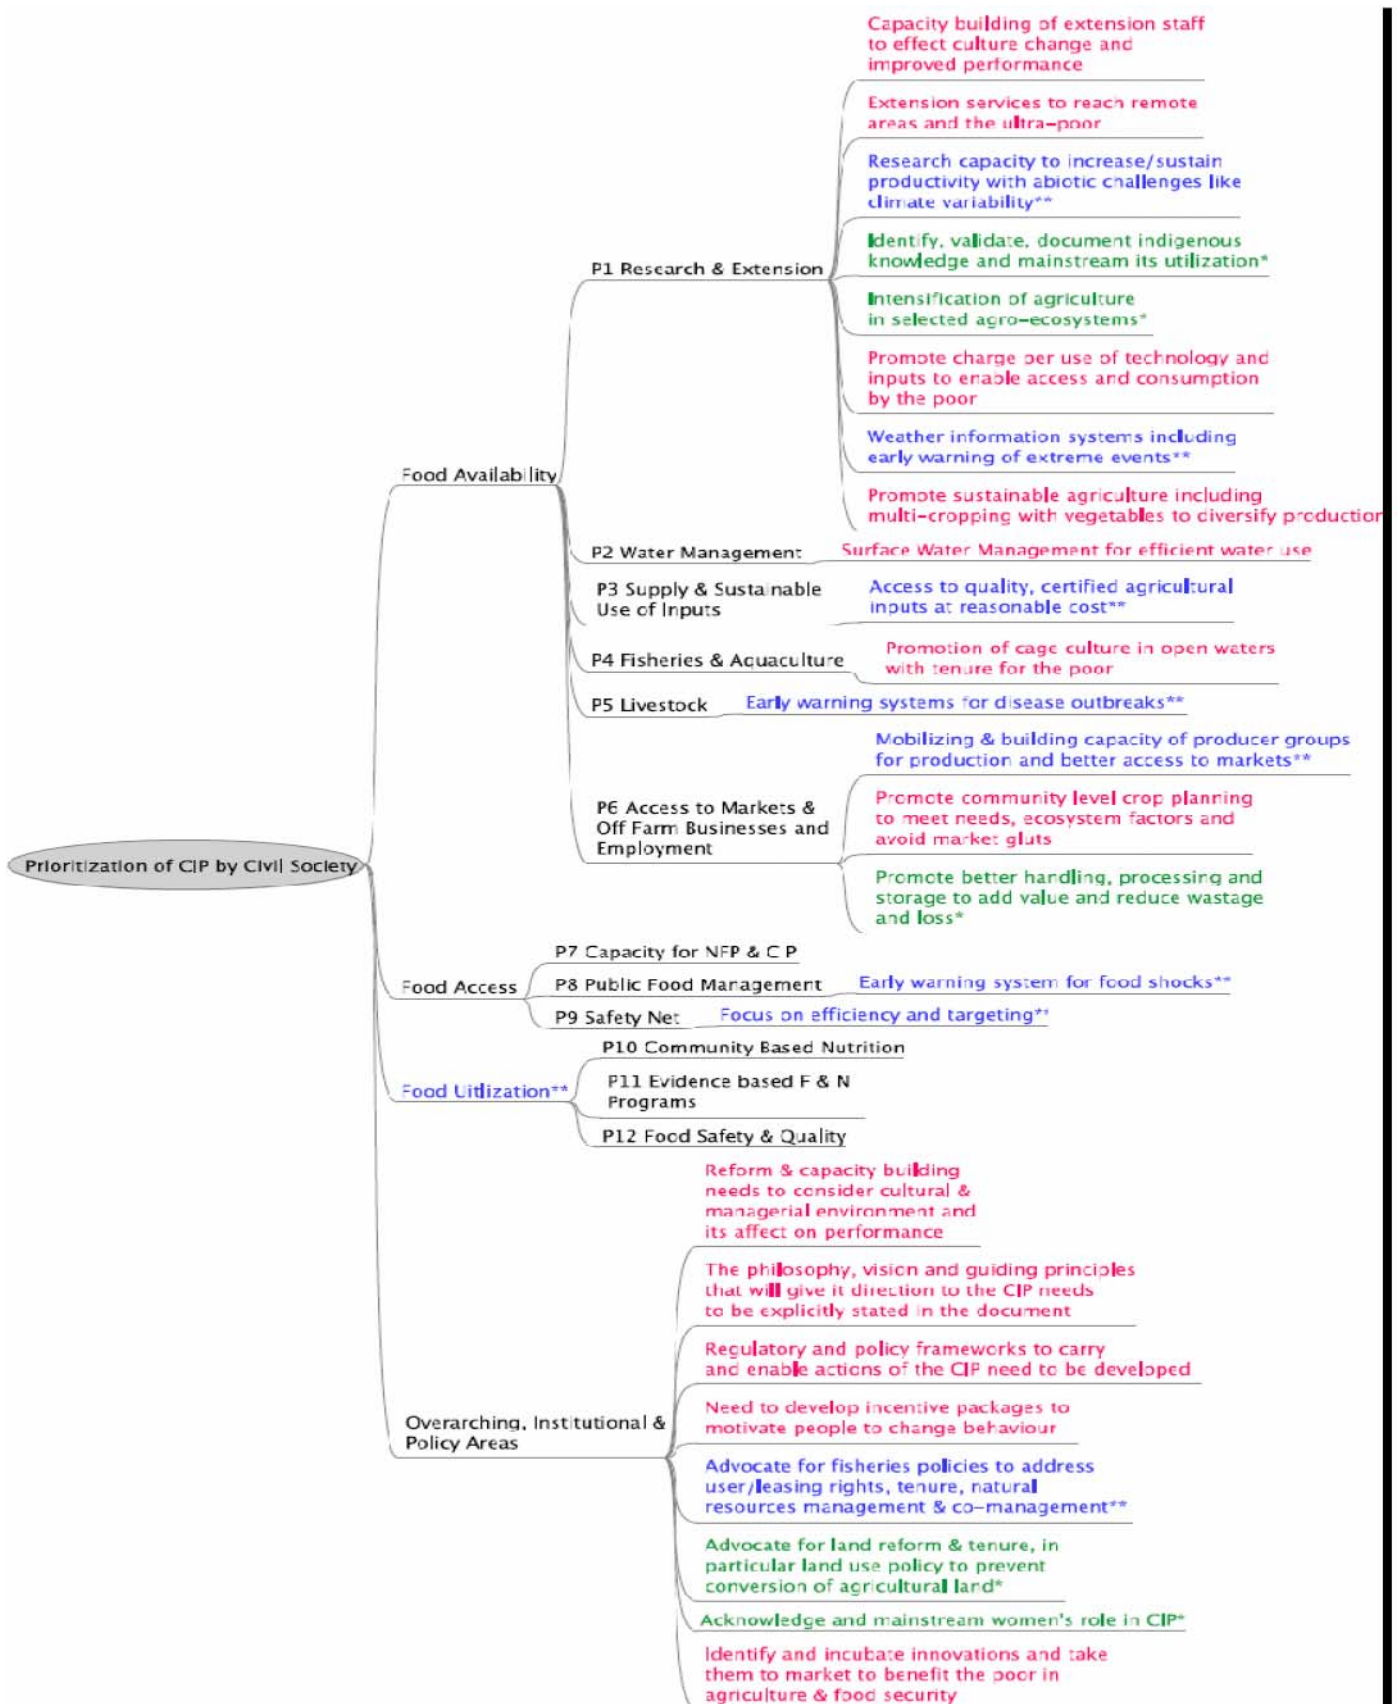 Capacity building of extension staff
to effect culture change and
improved performance
Extension services to reach remote
areas and the ultra-poor
Research capacity to increase/sustain
productivity with abiotic challenges like
climate variability**
Identify, validate, document indigenous
knowledge and mainstream its utilization*
P1 Research & Extension
Intensification of agriculture
in selected agro-ecosystems*
Promote charge per use of technology and
inputs to enable access and consumption
by the poor
Weather information systems including
early warning of extreme events**
Food Availability
Promote sustainable agriculture including
multi-cropping with vegetables to diversify production
P2 Water Management
Surface Water Management for efficient water use
P3 Supply & Sustainable
Use of Inputs
Access to quality, certified agricultural
inputs at reasonable cost**
P4 Fisheries & Aquaculture
Promotion of cage culture in open waters
with tenure for the poor
P5 Livestock
Early warning systems for disease outbreaks**
Mobilizing & building capacity of producer groups
for production and better access to markets**
P6 Access to Markets &
Off Farm Businesses and
Employment
Promote community level crop planning
to meet needs, ecosystem factors and
avoid market gluts
Promote better handling, processing and
storage to add value and reduce wastage
and loss*
Prioritization of CIP by Civil Society
P7 Capacity for NFP & C P
Food Access
P8 Public Food Management
Early warning system for food shocks**
P9 Safety Net
Focus on efficiency and targeting**
P10 Community Based Nutrition
Food Uitlization**
P11 Evidence based F & N
Programs
P12 Food Safety & Quality
Reform & capacity building
needs to consider cultural &
managerial environment and
its affect on performance
The philosophy, vision and guiding principles
that will give it direction to the CIP needs
to be explicitly stated in the document
Regulatory and policy frameworks to carry
and enable actions of the CIP need to be developed
Need to develop incentive packages to
motivate people to change behaviour
Overarching, Institutional &
Policy Areas
Advocate for fisheries policies to address
user/leasing rights, tenure, natural
resources management & co-management**
Advocate for land reform & tenure, in
particular land use policy to prevent
conversion of agricultural land*
Acknowledge and mainstream women's role in CIP*
Identify and incubate innovations and take
them to market to benefit the poor in
agriculture & food security